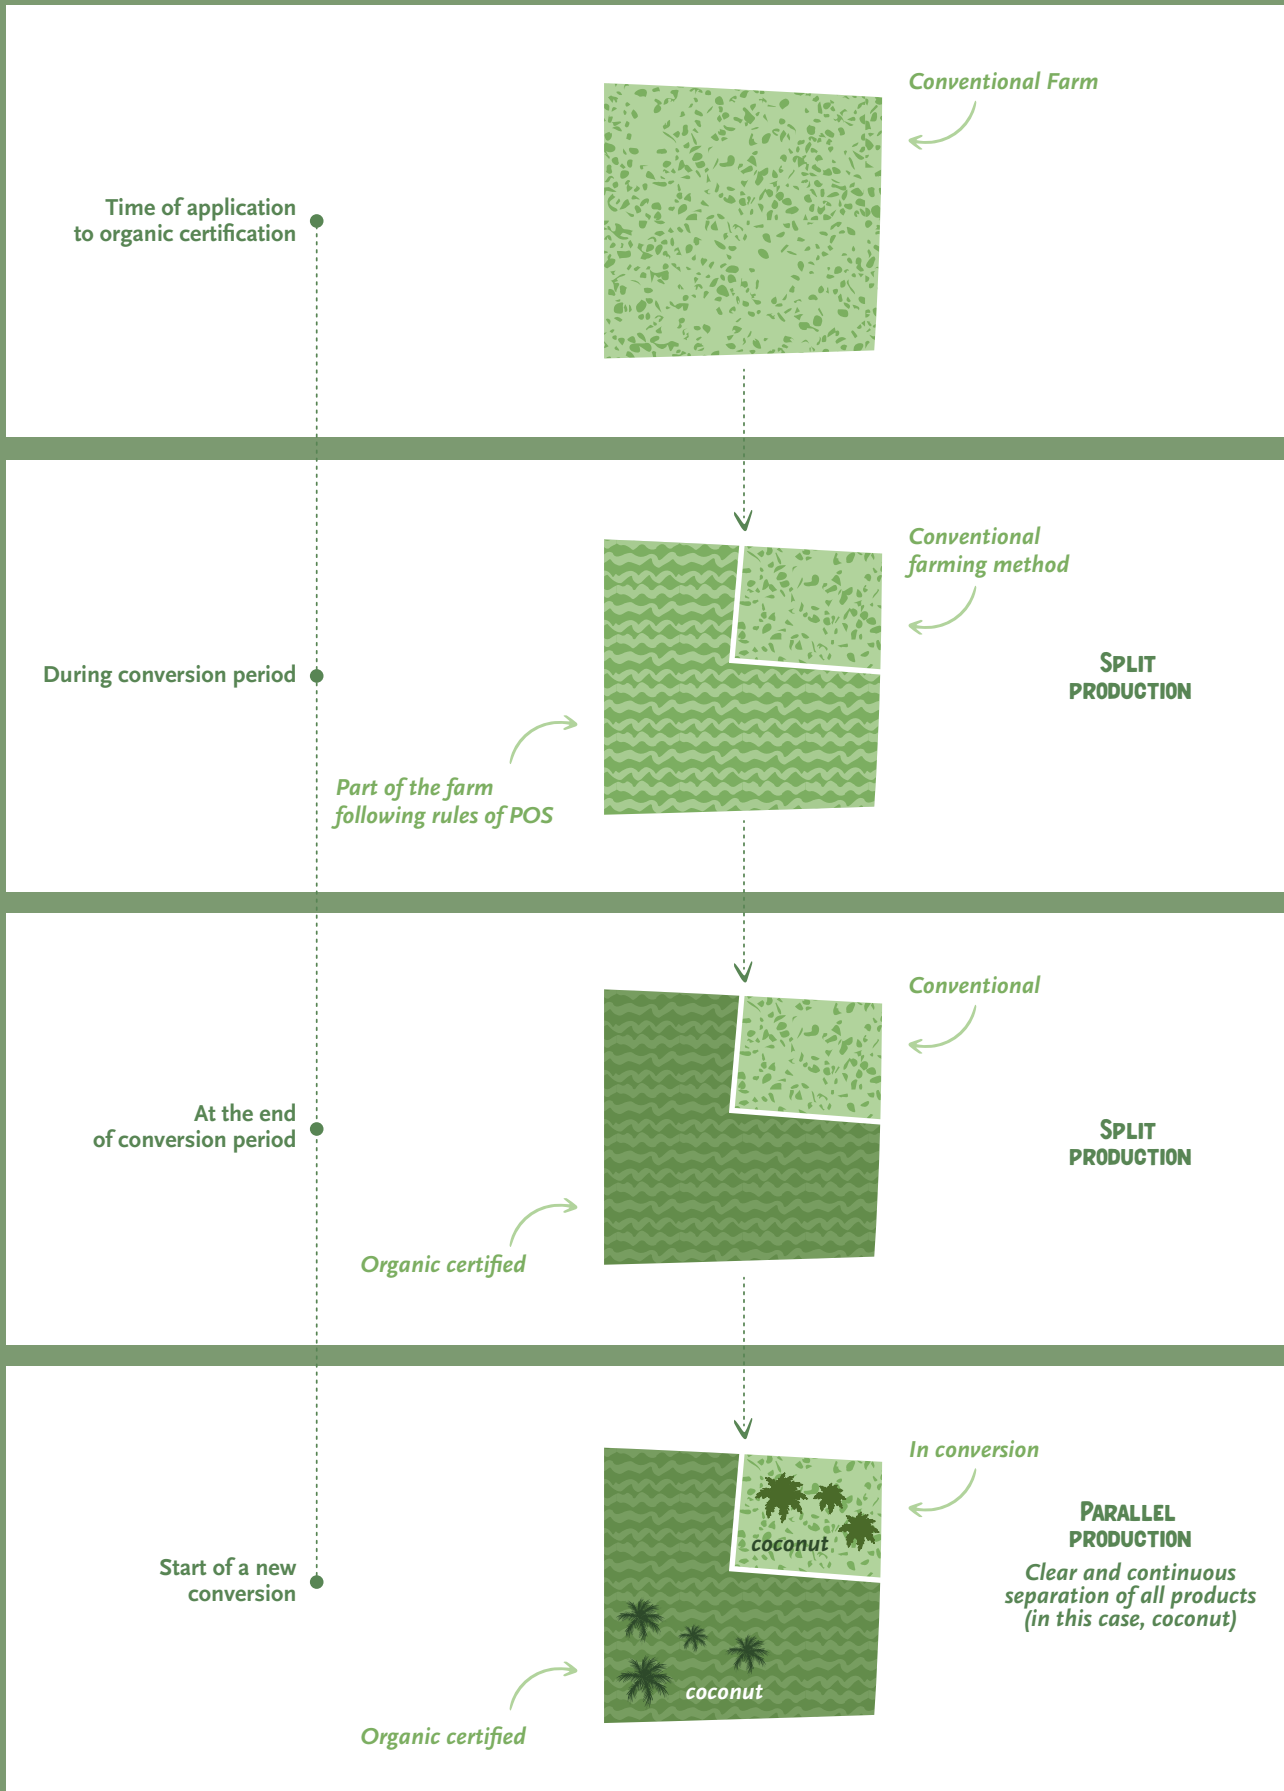 Conventional Farm
Time of application
to organic certification
Conventional
farming method
Split
production
During conversion period
Part of the farm
following rules of POS
Conventional
At the end
of conversion period
Split
production
Organic certified
In conversion
Parallel
production
coconut
Start of a new
conversion
Clear and continuous
separation of all products
(in this case, coconut)
coconut
Organic certified